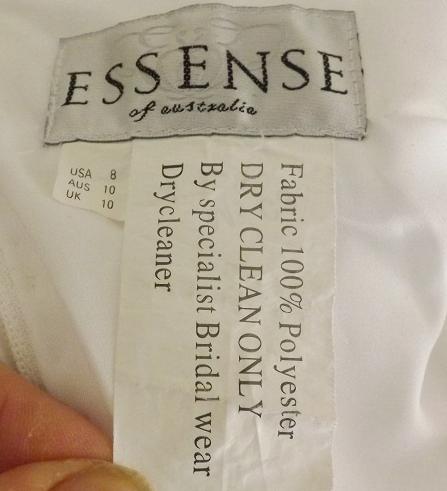 ESSENSE
of australia
USA 8
AUS 10
UK 10
Fabric 100% Polyester
DRY CLEAN ONLY
By specialist Bridal wear
Drycleaner